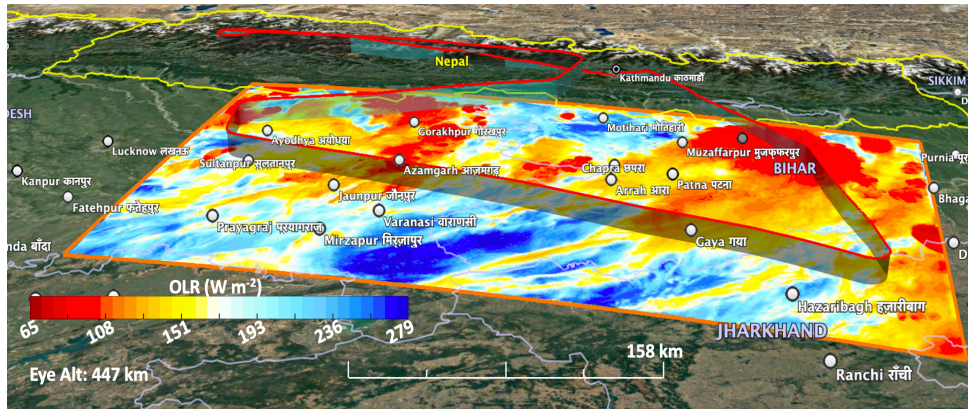 Nepal
Kathmandu काठमाडौँ
SIKKIM
DESH
Lucknow लखनऊ
Ayodhya अयोध्या
Gorakhpur गोरखपुर
Motihari मोतिहारी
Sultanpur सुलतानपुर
Azamgarh आज़मगढ़
Chapra छपरा
Muzaffarpur मुजफ्फरपुर
BIHAR
Purnia
Kanpur कानपुर
Fatehpur फतेहपुर
Jaunpur जौनपुर
Arrah आरा
Patna पटना
Bhaga
Prayagraj प्रयागराज
Varanasi वाराणसी
Mirzapur मिर्ज़ापुर
Gaya गया
nda बाँदा
D
OLR (W m-2)
65 108 151 193 236 279
Hazaribagh हज़ारीबाग
JHARKHAND
158 km
Eye Alt: 447 km
Ranchi राँची